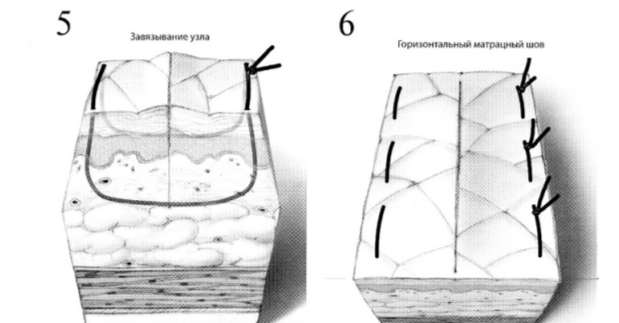 5
Завязывание узла
6
Горизонтальный матрацный шов